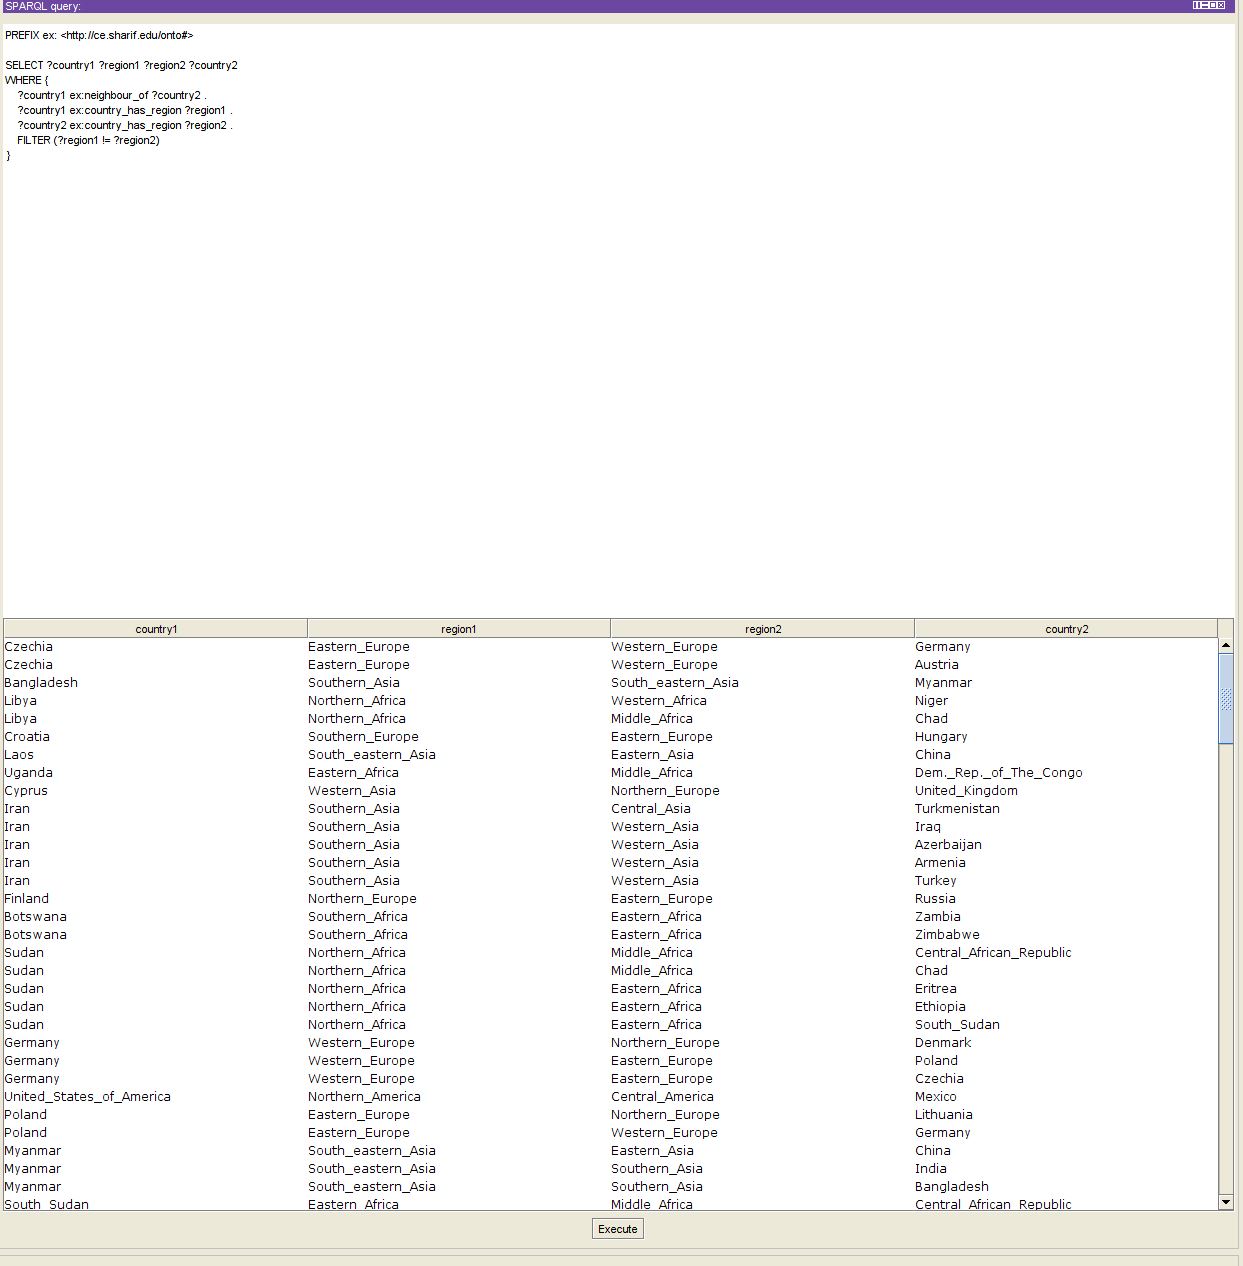 SPARQL query:
PREFIX ex: <http://ce.sharif.edu/onto#>
SELECT ?country1 ?region1 ?region2 ?country2
WHERE {
?country1 ex:neighbour_of ?country2 .
?country1 ex:country_has_region ?region1 .
?country2 ex:country_has_region ?region2 .
FILTER (?region1 != ?region2)
}
country1 region1 region2 country2
Czechia Eastern_Europe Western_Europe Germany
Czechia Eastern_Europe Western_Europe Austria
Bangladesh Southern_Asia South_eastern_Asia Myanmar
Libya Northern_Africa Western_Africa Niger
Libya Northern_Africa Middle_Africa Chad
Croatia Southern_Europe Eastern_Europe Hungary
Laos South_eastern_Asia Eastern_Asia China
Uganda Eastern_Africa Middle_Africa Dem._Rep._of_The_Congo
Cyprus Western_Asia Northern_Europe United_Kingdom
Iran Southern_Asia Central_Asia Turkmenistan
Iran Southern_Asia Western_Asia Iraq
Iran Southern_Asia Western_Asia Azerbaijan
Iran Southern_Asia Western_Asia Armenia
Iran Southern_Asia Western_Asia Turkey
Finland Northern_Europe Eastern_Europe Russia
Botswana Southern_Africa Eastern_Africa Zambia
Botswana Southern_Africa Eastern_Africa Zimbabwe
Sudan Northern_Africa Middle_Africa Central_African_Republic
Sudan Northern_Africa Middle_Africa Chad
Sudan Northern_Africa Eastern_Africa Eritrea
Sudan Northern_Africa Eastern_Africa Ethiopia
Sudan Northern_Africa Eastern_Africa South_Sudan
Germany Western_Europe Northern_Europe Denmark
Germany Western_Europe Eastern_Europe Poland
Germany Western_Europe Eastern_Europe Czechia
United_States_of_America Northern_America Central_America Mexico
Poland Eastern_Europe Northern_Europe Lithuania
Poland Eastern_Europe Western_Europe Germany
Myanmar South_eastern_Asia Eastern_Asia China
Myanmar South_eastern_Asia Southern_Asia India
Myanmar South_eastern_Asia Southern_Asia Bangladesh
South_Sudan Eastern_Africa Middle_Africa Central_African_Republic
Execute